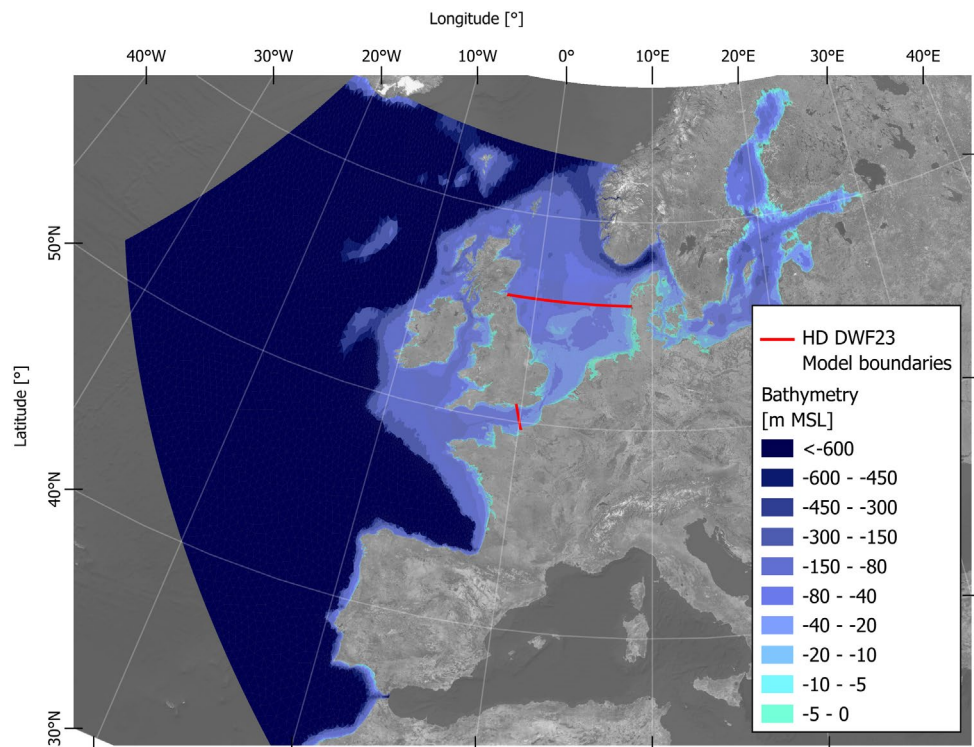 Longitude [°]
40°W 30°W 20°W 10°W 0° 10°E 20°E 30°E 40°E
50°N
Latitude [°]
40°N
30°N
HD DWF23
Model boundaries
Bathymetry
[m MSL]
<-600
-600 - -450
-450 - -300
-300 - -150
-150 - -80
-80 - -40
-40 - -20
-20 - -10
-10 - -5
-5 - 0